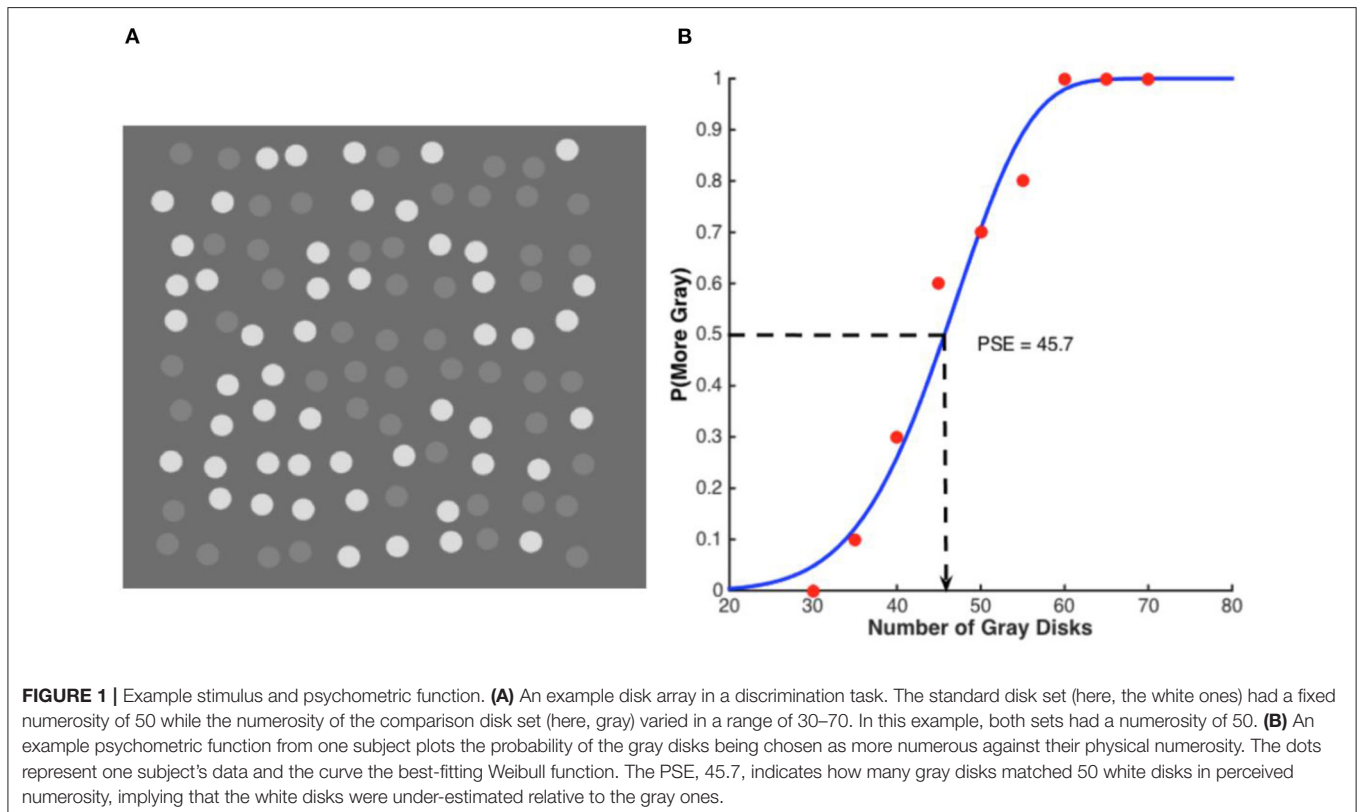 A
B
1
0.9
0.8
0.7
0.6
0.5
0.4
0.3
0.2
0.1
0
P(More Gray)
PSE = 45.7
20 30 40 50 60 70 80
Number of Gray Disks
FIGURE 1 | Example stimulus and psychometric function. (A) An example disk array in a discrimination task. The standard disk set (here, the white ones) had a fixed
numerosity of 50 while the numerosity of the comparison disk set (here, gray) varied in a range of 30–70. In this example, both sets had a numerosity of 50. (B) An
example psychometric function from one subject plots the probability of the gray disks being chosen as more numerous against their physical numerosity. The dots
represent one subject's data and the curve the best-fitting Weibull function. The PSE, 45.7, indicates how many gray disks matched 50 white disks in perceived
numerosity, implying that the white disks were under-estimated relative to the gray ones.